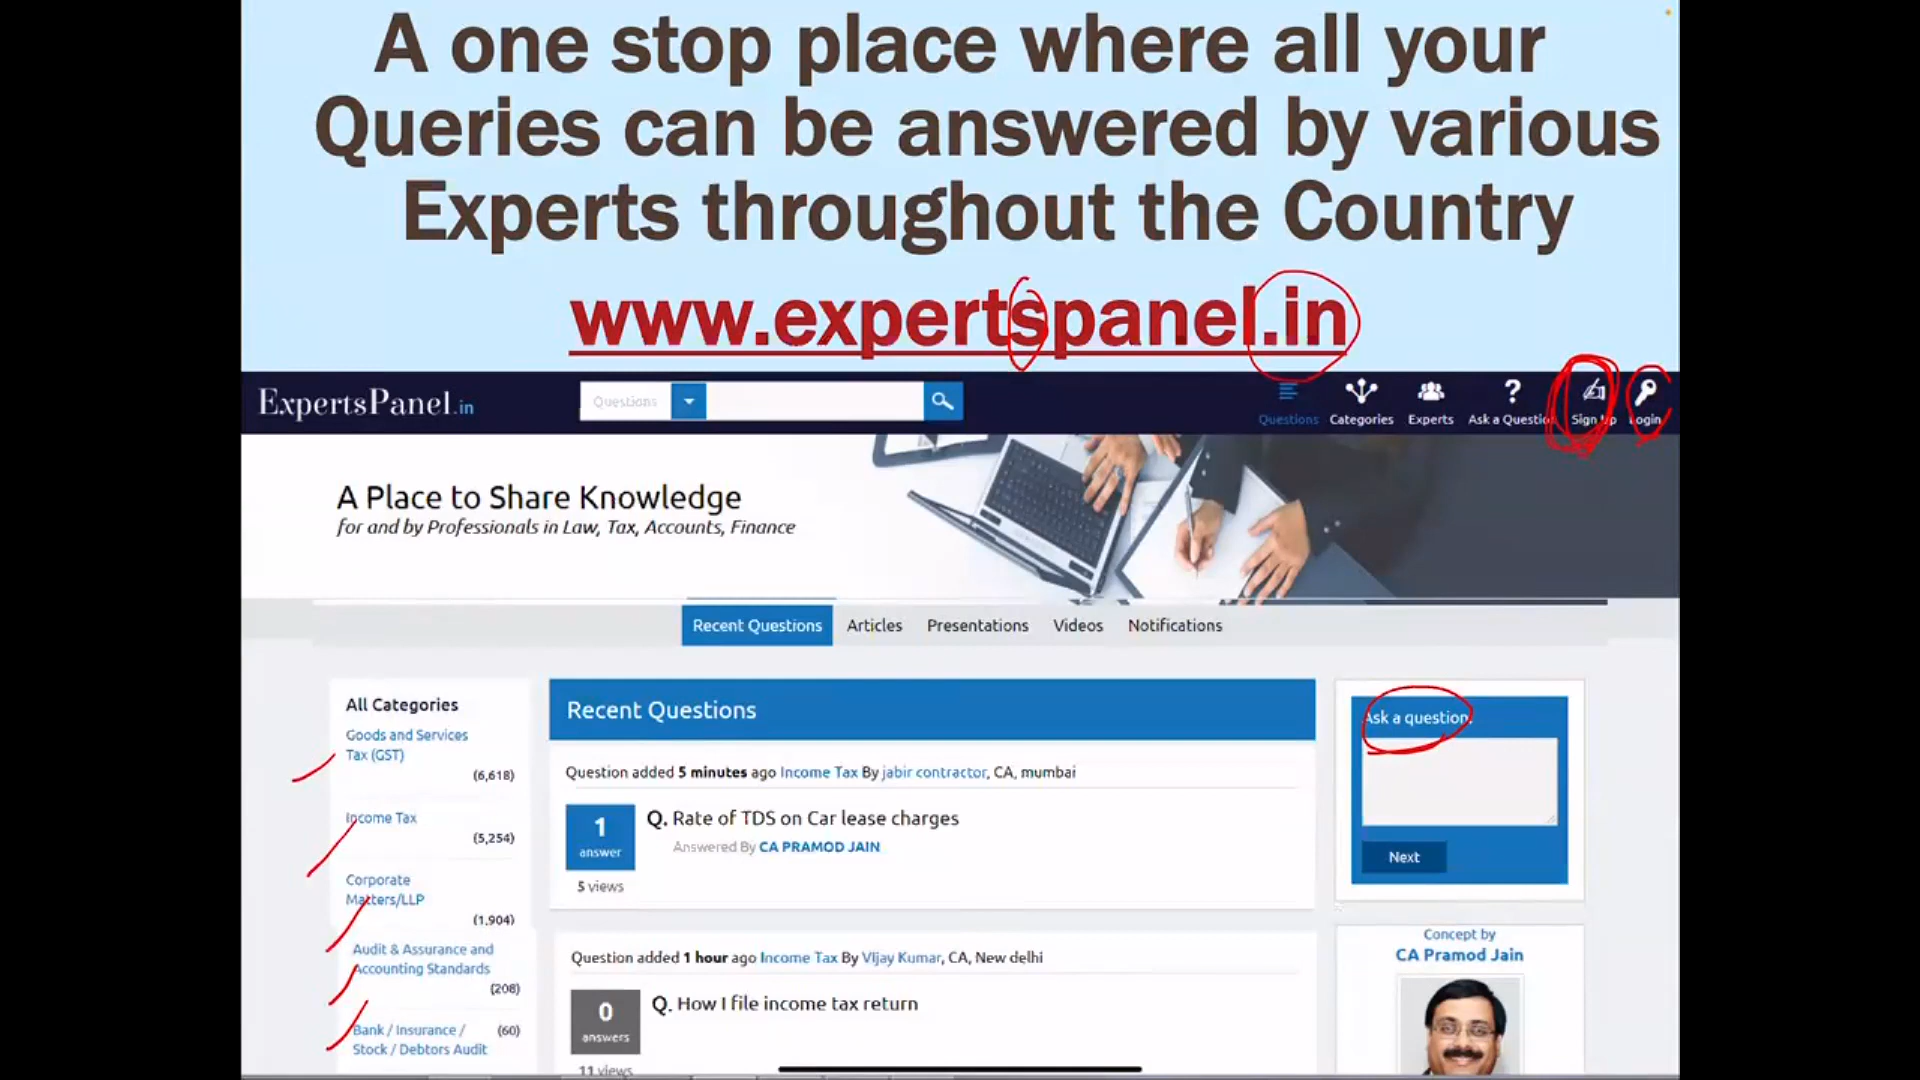 A one stop place where all your
Queries can be answered by various
Experts throughout the Country
www.expertspanel.in
ExpertsPanel.in
Questions
Questions
Categories
Experts
Ask a Question
Sign Up
Login
A Place to Share Knowledge
for and by Professionals in Law, Tax, Accounts, Finance
Recent Questions
Articles
Presentations
Videos
Notifications
All Categories
Goods and Services
Tax (GST)
(6,618)
Income Tax
(5,254)
Corporate
Matters/LLP
(1,904)
Audit & Assurance and
Accounting Standards
(208)
Bank / Insurance / (60)
Stock / Debtors Audit
Recent Questions
Question added 5 minutes ago Income Tax By jabir contractor, CA, mumbai
1
answer
5 views
Q. Rate of TDS on Car lease charges
Answered By CA PRAMOD JAIN
Question added 1 hour ago Income Tax By Vijay Kumar, CA, New delhi
0
answers
11 views
Q. How I file income tax return
Ask a question.
Next
Concept by
CA Pramod Jain